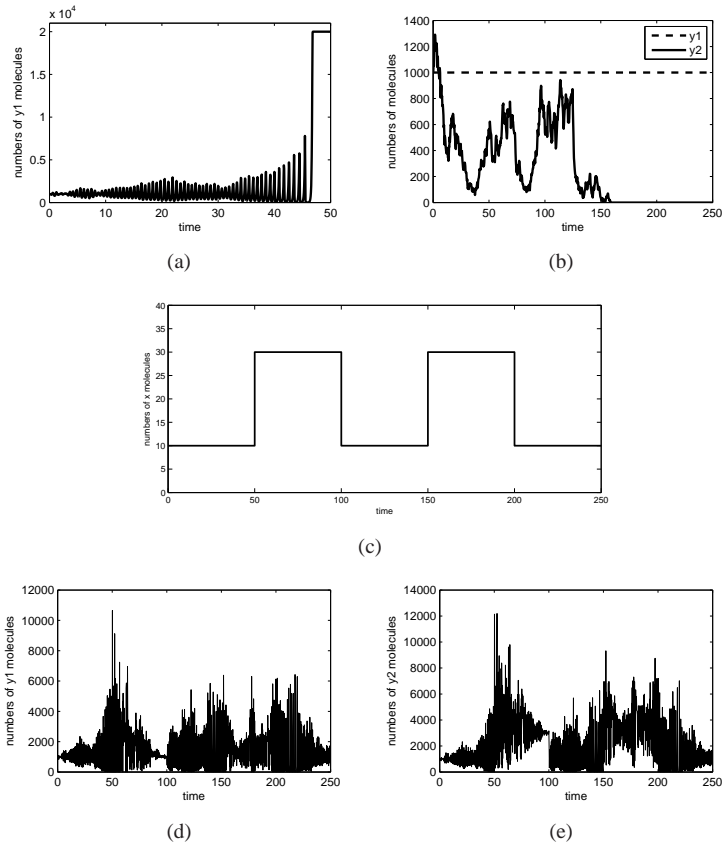 x 10^4
2
1.5
1
0.5
0
0 10 20 30 40 50
time
numbers of y1 molecules
(a)
1400
1200
1000
800
600
400
200
0
0 50 100 150 200 250
time
numbers of molecules
y1
y2
(b)
40
35
30
25
20
15
10
5
0
0 50 100 150 200 250
time
numbers of x molecules
(c)
12000
10000
8000
6000
4000
2000
0
0 50 100 150 200 250
time
numbers of y1 molecules
(d)
14000
12000
10000
8000
6000
4000
2000
0
0 50 100 150 200 250
time
numbers of y2 molecules
(e)